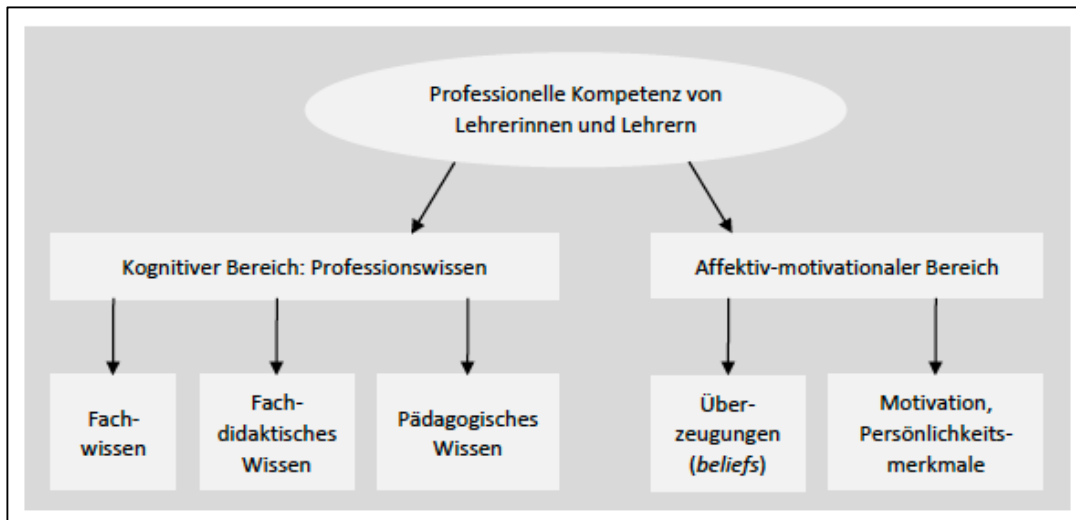 Professionelle Kompetenz von
Lehrerinnen und Lehrern
Kognitiver Bereich: Professionswissen
Affektiv-motivationaler Bereich
Fach-
wissen
Fach-
didaktisches
Wissen
Pädagogisches
Wissen
Über-
zeugungen
(beliefs)
Motivation,
Persönlichkeits-
merkmale